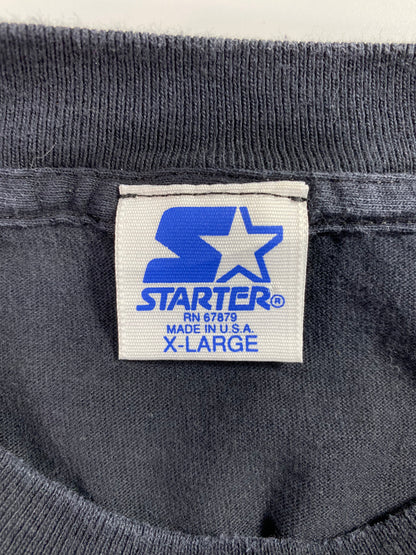 STARTER®
RN 67879
MADE IN U.S.A.
X-LARGE